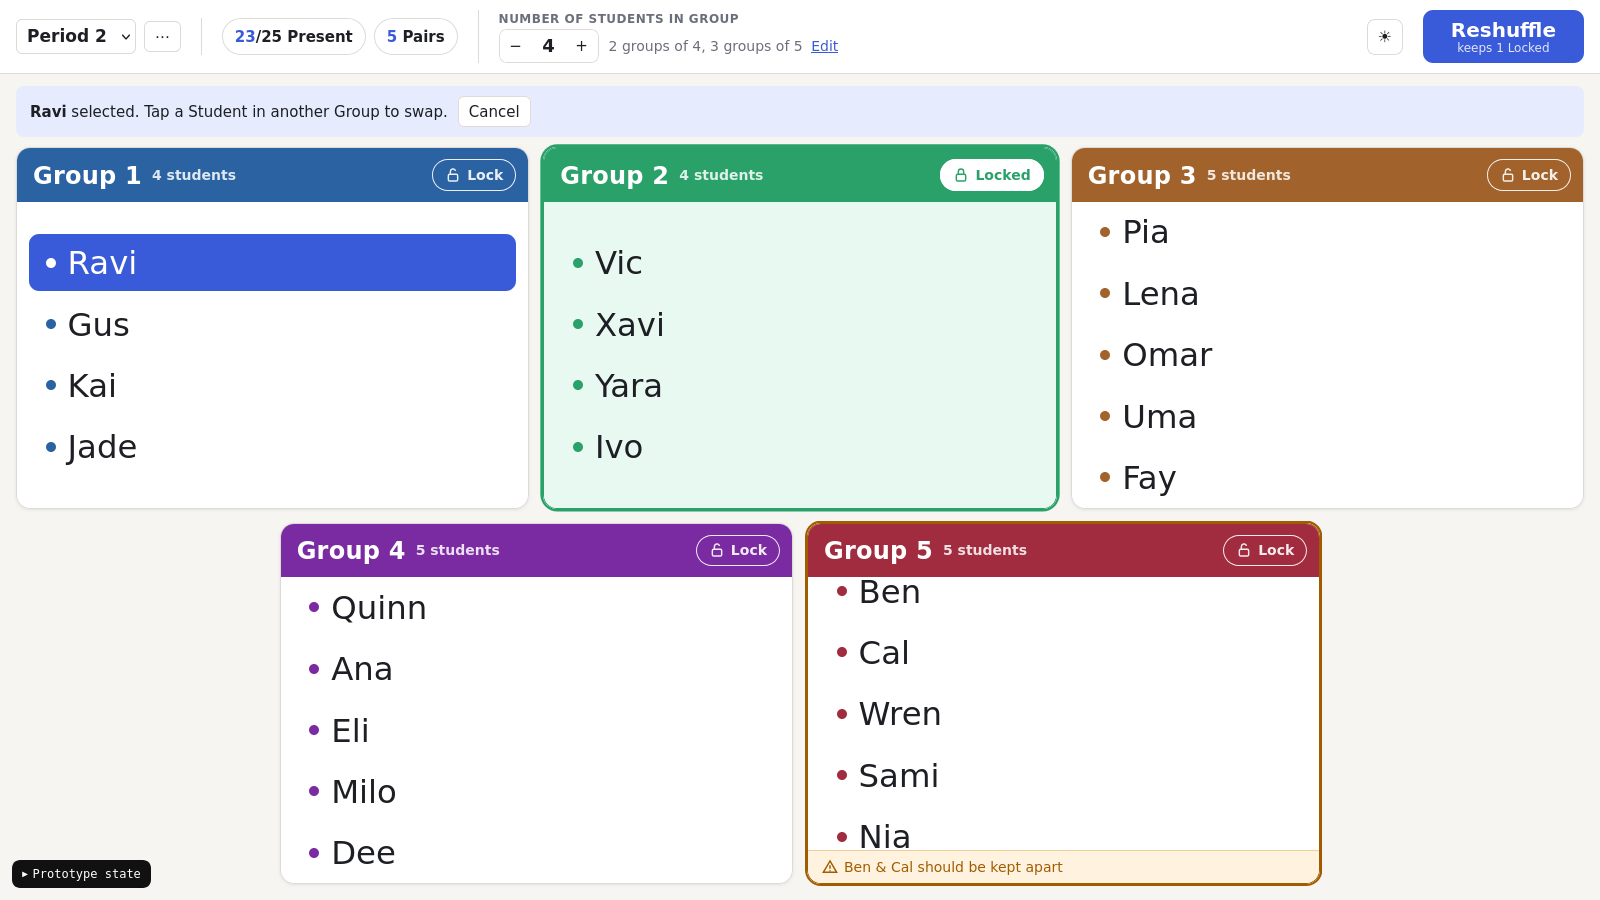 Period 2
...
23/25 Present
5 Pairs
NUMBER OF STUDENTS IN GROUP
− 4 +
2 groups of 4, 3 groups of 5 Edit
Reshuffle
keeps 1 Locked
Ravi selected. Tap a Student in another Group to swap. Cancel
Group 1 4 students Lock
Ravi
Gus
Kai
Jade
Group 2 4 students Locked
Vic
Xavi
Yara
Ivo
Group 3 5 students Lock
Pia
Lena
Omar
Uma
Fay
Group 4 5 students Lock
Quinn
Ana
Eli
Milo
Dee
Group 5 5 students Lock
Ben
Cal
Wren
Sami
Nia
Ben & Cal should be kept apart
Prototype state